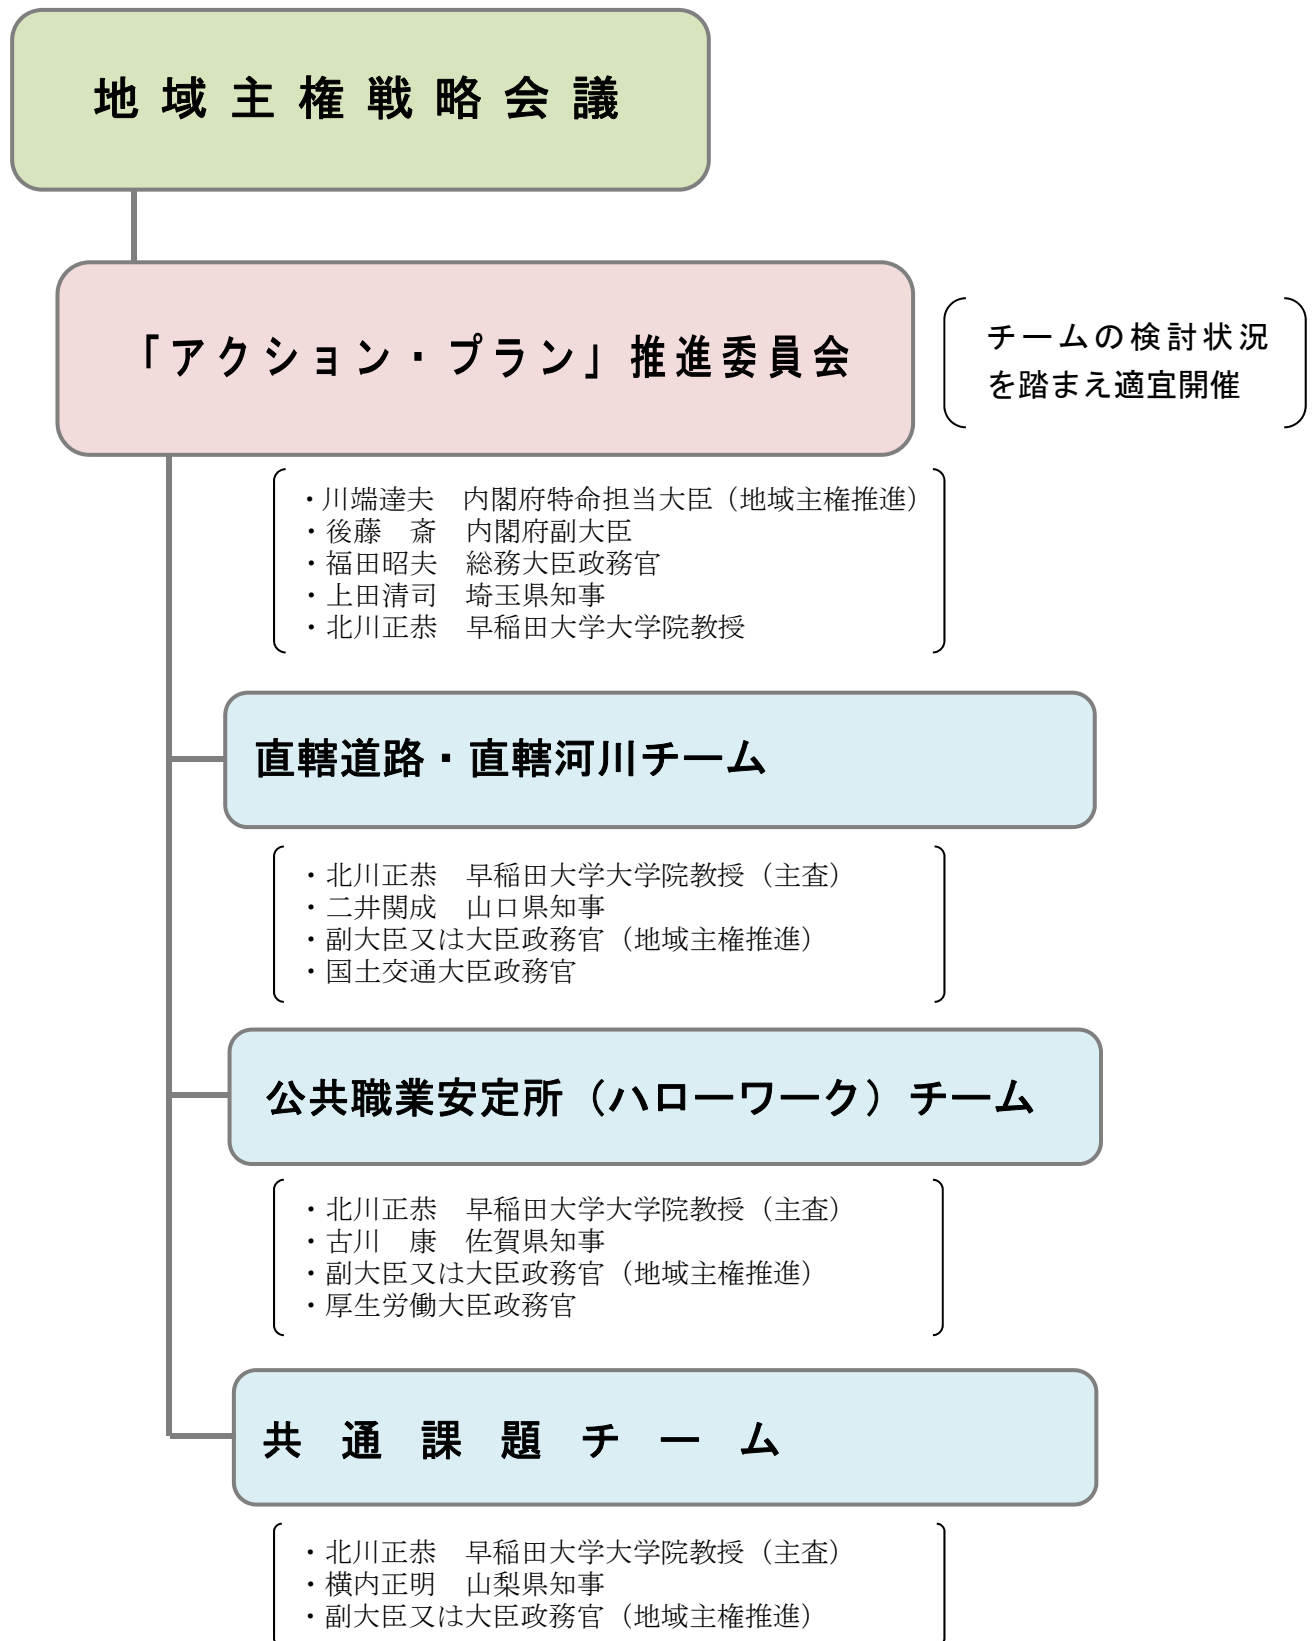 地域主権戦略会議
「アクション・プラン」推進委員会
チームの検討状況
を踏まえ適宜開催
・川端達夫　内閣府特命担当大臣（地域主権推進）
・後藤　斎　内閣府副大臣
・福田昭夫　総務大臣政務官
・上田清司　埼玉県知事
・北川正恭　早稲田大学大学院教授
直轄道路・直轄河川チーム
・北川正恭　早稲田大学大学院教授（主査）
・二井関成　山口県知事
・副大臣又は大臣政務官（地域主権推進）
・国土交通大臣政務官
公共職業安定所（ハローワーク）チーム
・北川正恭　早稲田大学大学院教授（主査）
・古川　康　佐賀県知事
・副大臣又は大臣政務官（地域主権推進）
・厚生労働大臣政務官
共通課題チーム
・北川正恭　早稲田大学大学院教授（主査）
・横内正明　山梨県知事
・副大臣又は大臣政務官（地域主権推進）